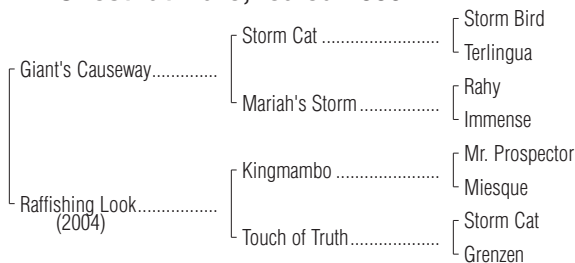 Storm Bird
Storm Cat ........................
Terlingua
Giant's Causeway.............
Rahy
Mariah's Storm ................
Immense
Mr. Prospector
Kingmambo .....................
Miesque
Raffishing Look................
(2004)
Storm Cat
Touch of Truth..................
Grenzen